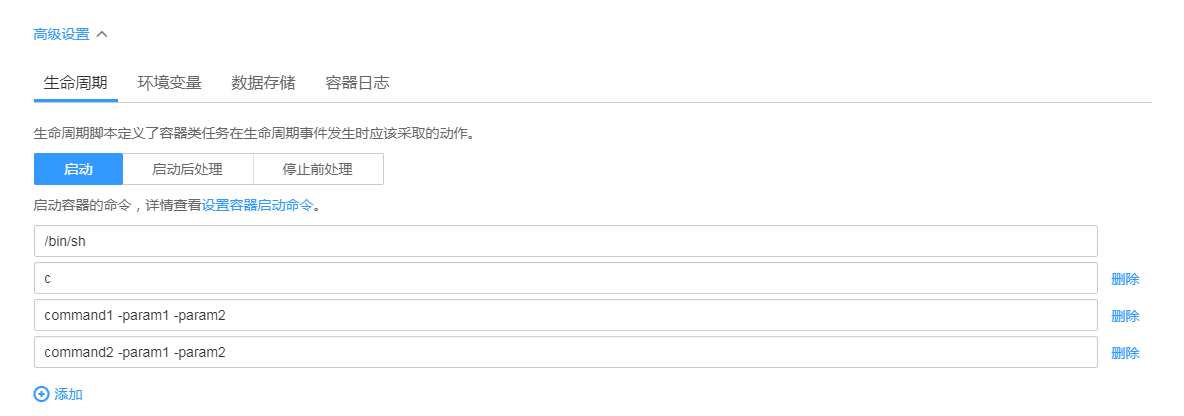 高级设置
生命周期 环境变量 数据存储 容器日志
生命周期脚本定义了容器类任务在生命周期事件发生时应该采取的动作。
启动 启动后处理 停止前处理
启动容器的命令，详情查看设置容器启动命令。
/bin/sh
c 删除
command1 -param1 -param2 删除
command2 -param1 -param2 删除
添加